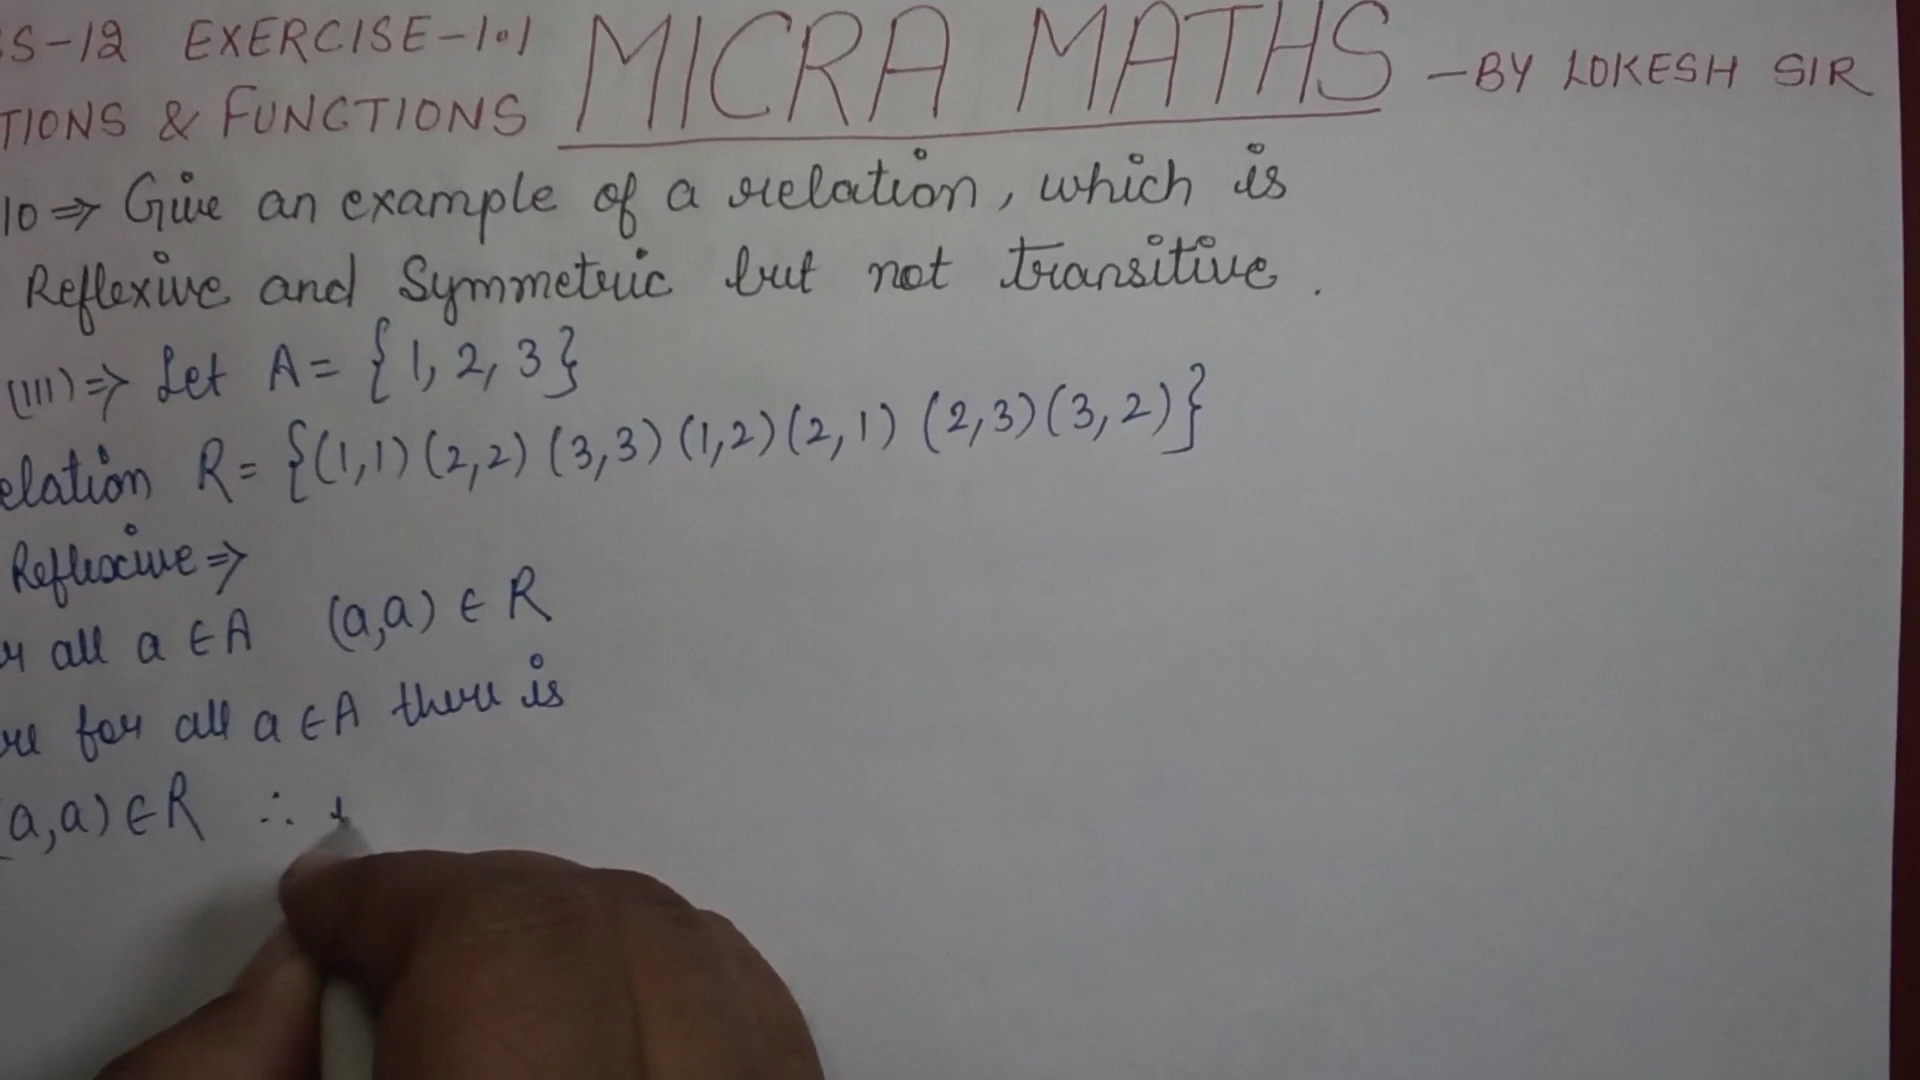 S-12 EXERCISE-1.1 MICRA MATHS -BY LOKESH SIR
TIONS & FUNCTIONS
10⇒ Give an example of a relation, which is
Reflexive and Symmetric but not transitive.
(III)⇒ Let A = {1, 2, 3}
elation R = {(1,1) (2,2) (3,3) (1,2) (2,1) (2,3) (3,2)}
Reflexive ⇒
all a ∈ A (a,a) ∈ R
for all a ∈ A there is
(a,a) ∈ R ∴